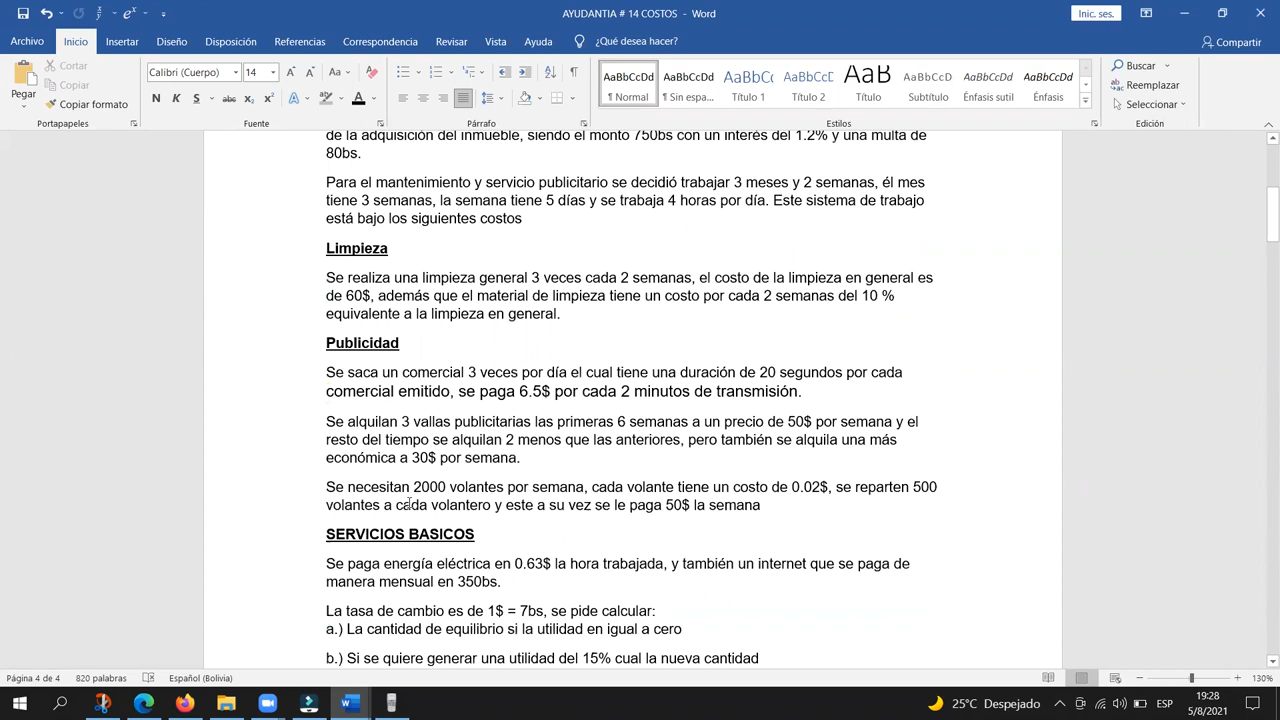 AYUDANTIA # 14 COSTOS - Word
Inic. ses.
Archivo Inicio Insertar Diseño Disposición Referencias Correspondencia Revisar Vista Ayuda ¿Qué desea hacer? Compartir
Pegar
Cortar
Copiar
Copiar formato
Portapapeles
Calibri (Cuerpo) 14
Fuente
Párrafo
AaBbCcDd AaBbCcDd AaBbCc AaBbCcD AaB AaBbCcD AaBbCcDd AaBbCcDd
¶ Normal ¶ Sin espa... Título 1 Título 2 Título Subtítulo Énfasis sutil Énfasis
Estilos
Buscar
Reemplazar
Seleccionar
Edición
de la adquisición del inmueble, siendo el monto 750bs con un interés del 1.2% y una multa de
80bs.
Para el mantenimiento y servicio publicitario se decidió trabajar 3 meses y 2 semanas, él mes
tiene 3 semanas, la semana tiene 5 días y se trabaja 4 horas por día. Este sistema de trabajo
está bajo los siguientes costos
Limpieza
Se realiza una limpieza general 3 veces cada 2 semanas, el costo de la limpieza en general es
de 60$, además que el material de limpieza tiene un costo por cada 2 semanas del 10 %
equivalente a la limpieza en general.
Publicidad
Se saca un comercial 3 veces por día el cual tiene una duración de 20 segundos por cada
comercial emitido, se paga 6.5$ por cada 2 minutos de transmisión.
Se alquilan 3 vallas publicitarias las primeras 6 semanas a un precio de 50$ por semana y el
resto del tiempo se alquilan 2 menos que las anteriores, pero también se alquila una más
económica a 30$ por semana.
Se necesitan 2000 volantes por semana, cada volante tiene un costo de 0.02$, se reparten 500
volantes a cada volantero y este a su vez se le paga 50$ la semana
SERVICIOS BASICOS
Se paga energía eléctrica en 0.63$ la hora trabajada, y también un internet que se paga de
manera mensual en 350bs.
La tasa de cambio es de 1$ = 7bs, se pide calcular:
a.) La cantidad de equilibrio si la utilidad en igual a cero
b.) Si se quiere generar una utilidad del 15% cual la nueva cantidad
Página 4 de 4 820 palabras Español (Bolivia) 130%
25°C Despejado ESP 19:28
5/8/2021